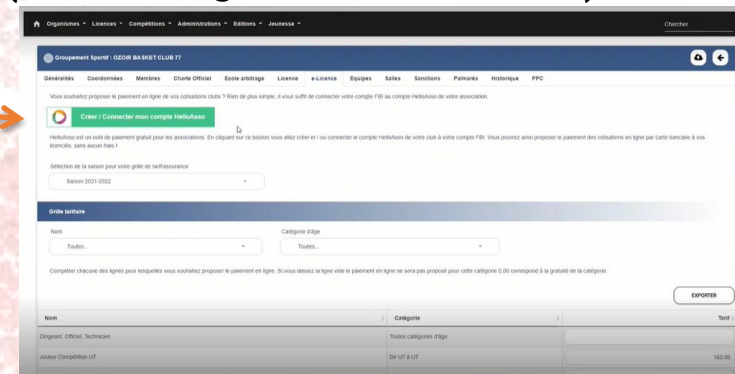 Organismes Licences Compétitions Administrations Editions Jeunesse Chercher
Groupement Sportif : OZOIR BASKET CLUB 77
Généralités Coordonnées Membres Charte Officiel Ecole arbitrage Licence e-Licence Equipes Salles Sanctions Palmarès Historique PPC
Vous souhaitez proposer le paiement en ligne de vos cotisations clubs ? Rien de plus simple, il vous suffit de connecter votre compte FBI au compte HelloAsso de votre association.
Créer / Connecter mon compte HelloAsso
HelloAsso est un outil de paiement gratuit pour les associations. En cliquant sur ce bouton vous allez créer et / ou connecter le compte HelloAsso de votre club à votre compte FBI. Vous pouvez ainsi proposer le paiement des cotisations en ligne par carte bancaire à vos
licenciés, sans aucun frais !
Sélection de la saison pour votre grille de tarif/assurance
Saison 2021-2022
Grille tarifaire
Nom Catégorie d'âge
Toutes... Toutes...
Compléter chacune des lignes pour lesquelles vous souhaitez proposer le paiement en ligne. Si vous laissez la ligne vide le paiement en ligne ne sera pas proposé pour cette catégorie 0,00 correspond à la gratuité de la catégorie
EXPORTER
Nom Catégorie Tarif
Dirigeant, Officiel, Technicien Toutes catégories d'âge
Joueur Compétition U7 De U7 à U7 160,00